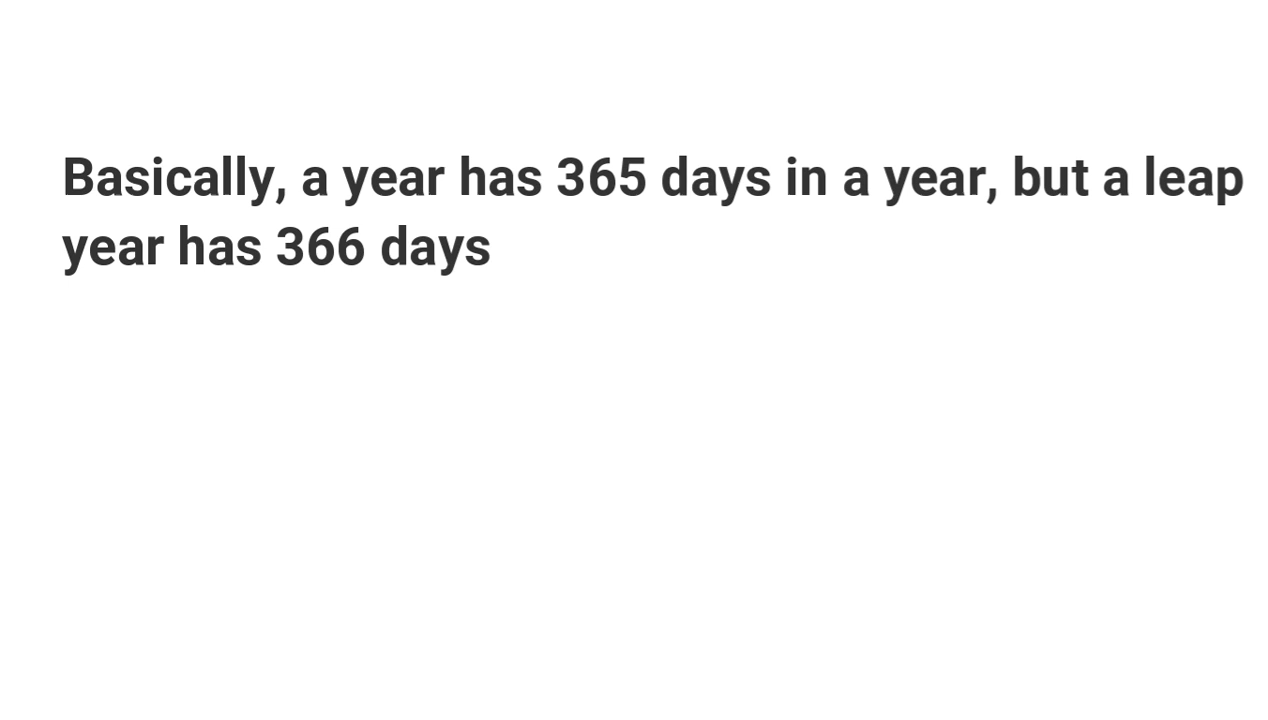 Basically, a year has 365 days in a year, but a leap
year has 366 days